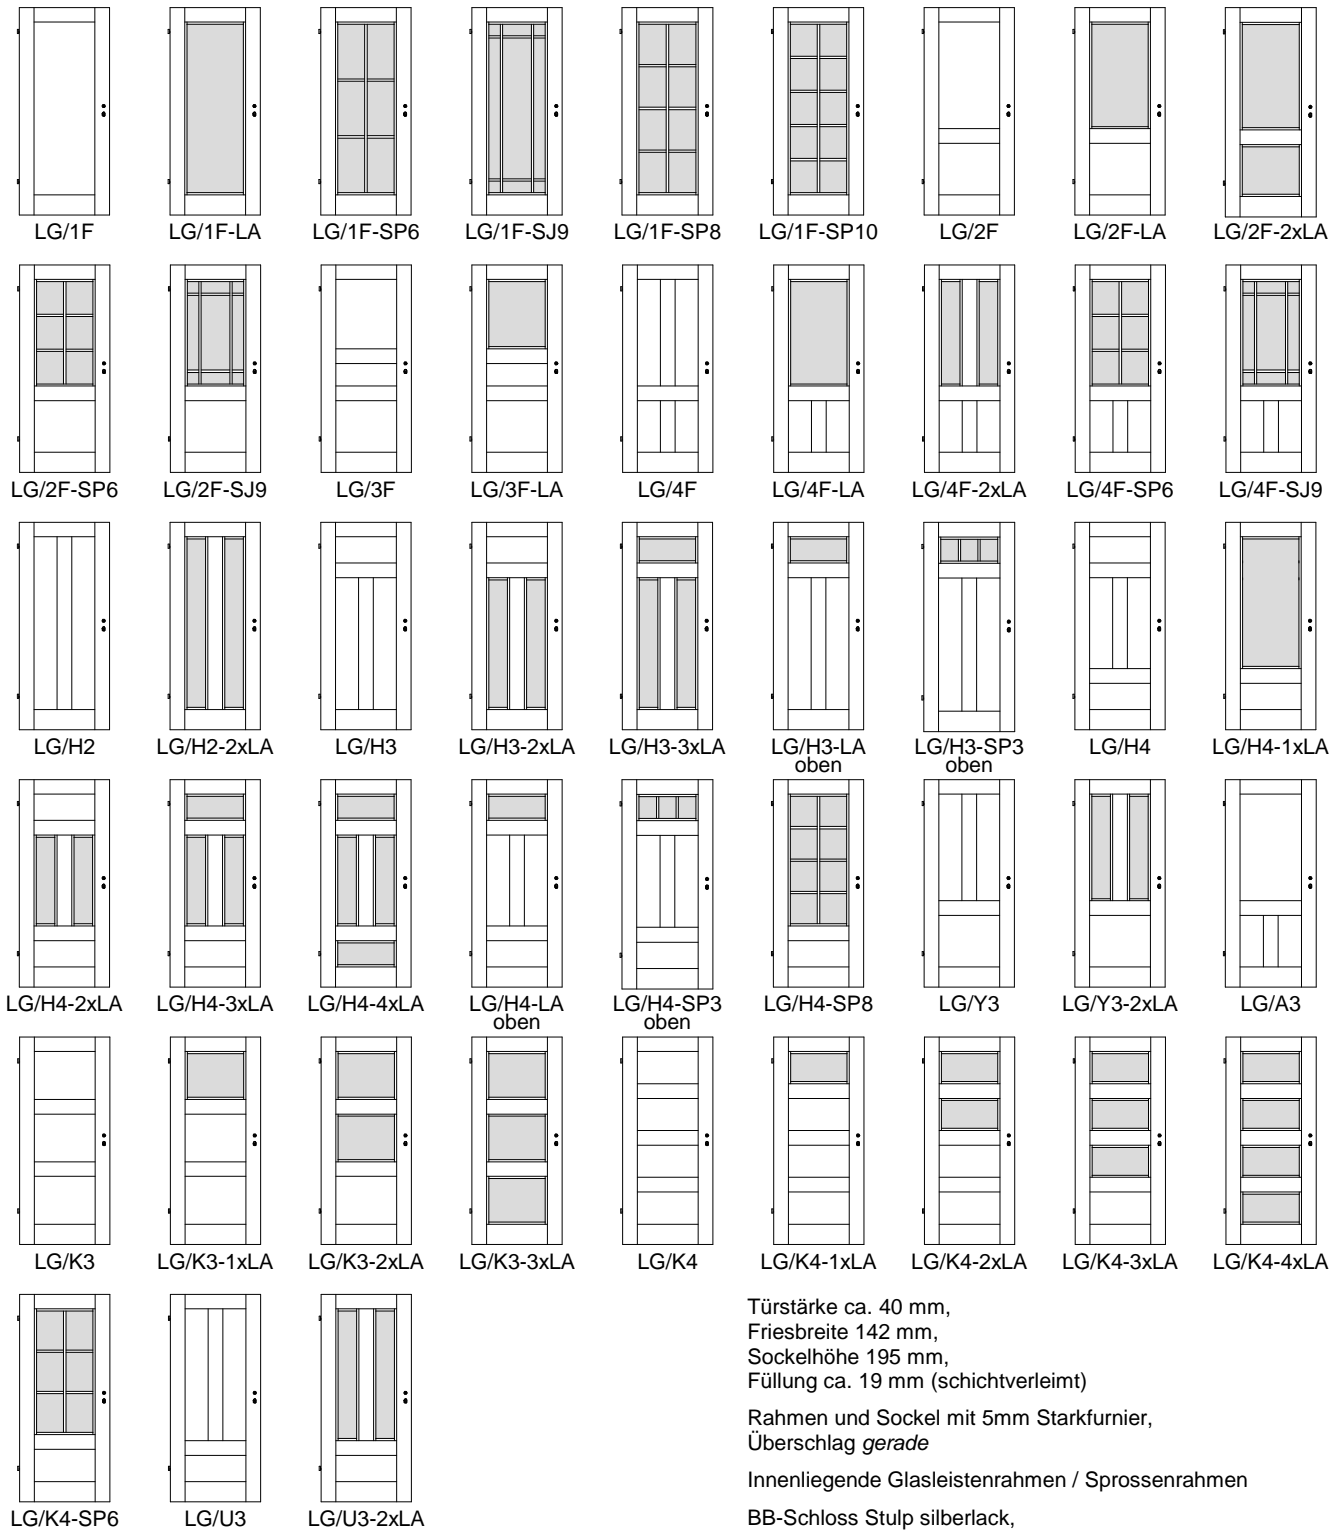 LG/1F LG/1F-LA LG/1F-SP6 LG/1F-SJ9 LG/1F-SP8 LG/1F-SP10 LG/2F LG/2F-LA LG/2F-2xLA
LG/2F-SP6 LG/2F-SJ9 LG/3F LG/3F-LA LG/4F LG/4F-LA LG/4F-2xLA LG/4F-SP6 LG/4F-SJ9
LG/H2 LG/H2-2xLA LG/H3 LG/H3-2xLA LG/H3-3xLA LG/H3-LA LG/H3-SP3 LG/H4 LG/H4-1xLA
oben oben
LG/H4-2xLA LG/H4-3xLA LG/H4-4xLA LG/H4-LA LG/H4-SP3 LG/H4-SP8 LG/Y3 LG/Y3-2xLA LG/A3
oben oben
LG/K3 LG/K3-1xLA LG/K3-2xLA LG/K3-3xLA LG/K4 LG/K4-1xLA LG/K4-2xLA LG/K4-3xLA LG/K4-4xLA
LG/K4-SP6 LG/U3 LG/U3-2xLA
Türstärke ca. 40 mm,
Friesbreite 142 mm,
Sockelhöhe 195 mm,
Füllung ca. 19 mm (schichtverleimt)
Rahmen und Sockel mit 5mm Starkfurnier,
Überschlag gerade
Innenliegende Glasleistenrahmen / Sprossenrahmen
BB-Schloss Stulp silberlack,